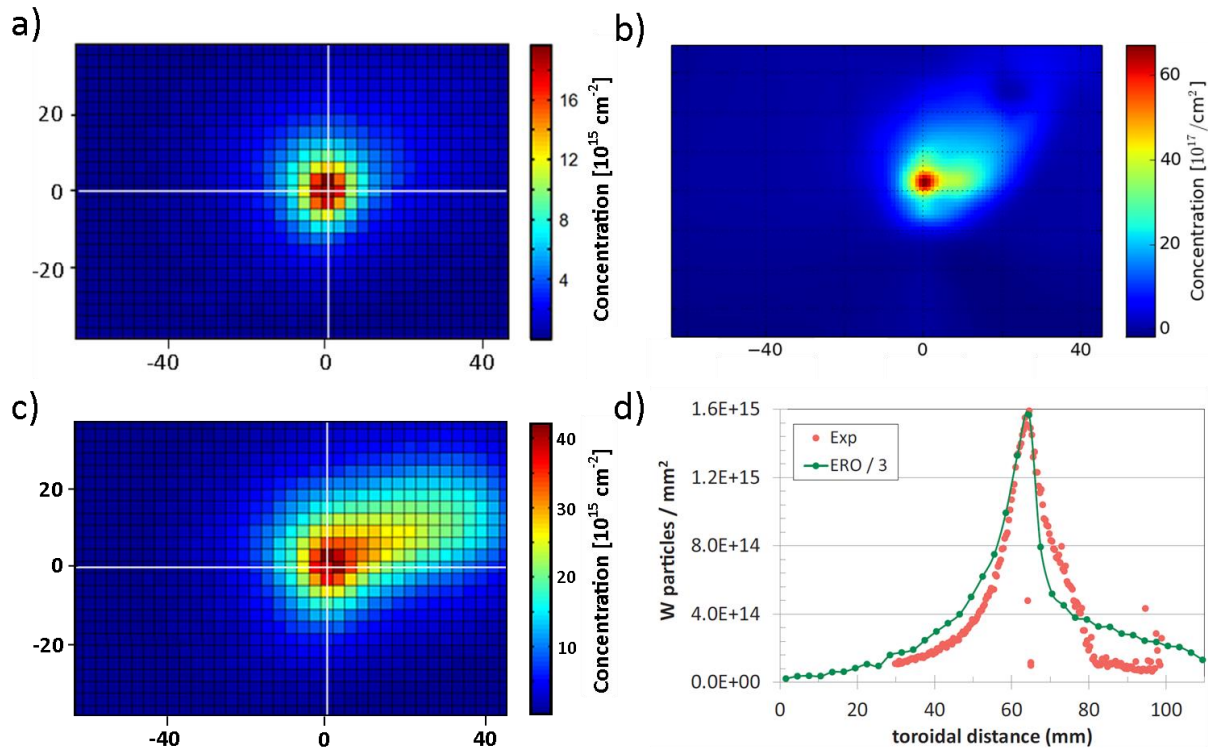 a)
20
0
-20
-40
0
40
16
12
8
4
Concentration [10¹⁵ cm⁻²]
b)
−40
0
40
60
40
20
0
Concentration [10¹⁷/cm²]
c)
20
0
-20
-40
0
40
40
30
20
10
Concentration [10¹⁵ cm⁻²]
d)
1.6E+15
1.2E+15
8.0E+14
4.0E+14
0.0E+00
W particles / mm²
Exp
ERO / 3
0
20
40
60
80
100
toroidal distance (mm)